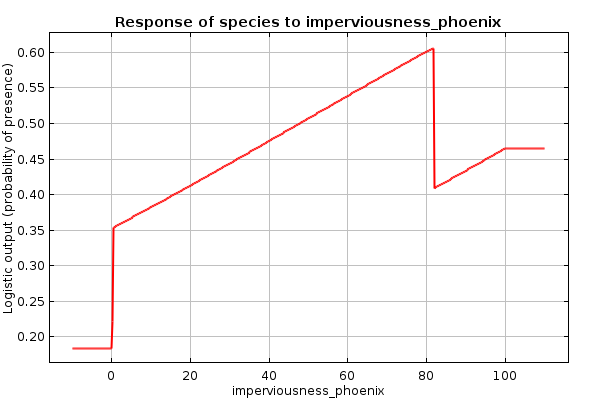 Response of species to imperviousness_phoenix
Logistic output (probability of presence)
0.60
0.55
0.50
0.45
0.40
0.35
0.30
0.25
0.20
0 20 40 60 80 100
imperviousness_phoenix